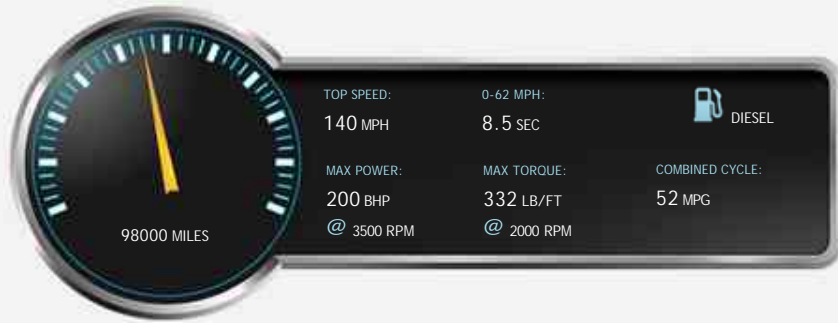 TOP SPEED:
140 MPH
0-62 MPH:
8.5 SEC
DIESEL
MAX POWER:
200 BHP
@ 3500 RPM
MAX TORQUE:
332 LB/FT
@ 2000 RPM
COMBINED CYCLE:
52 MPG
98000 MILES